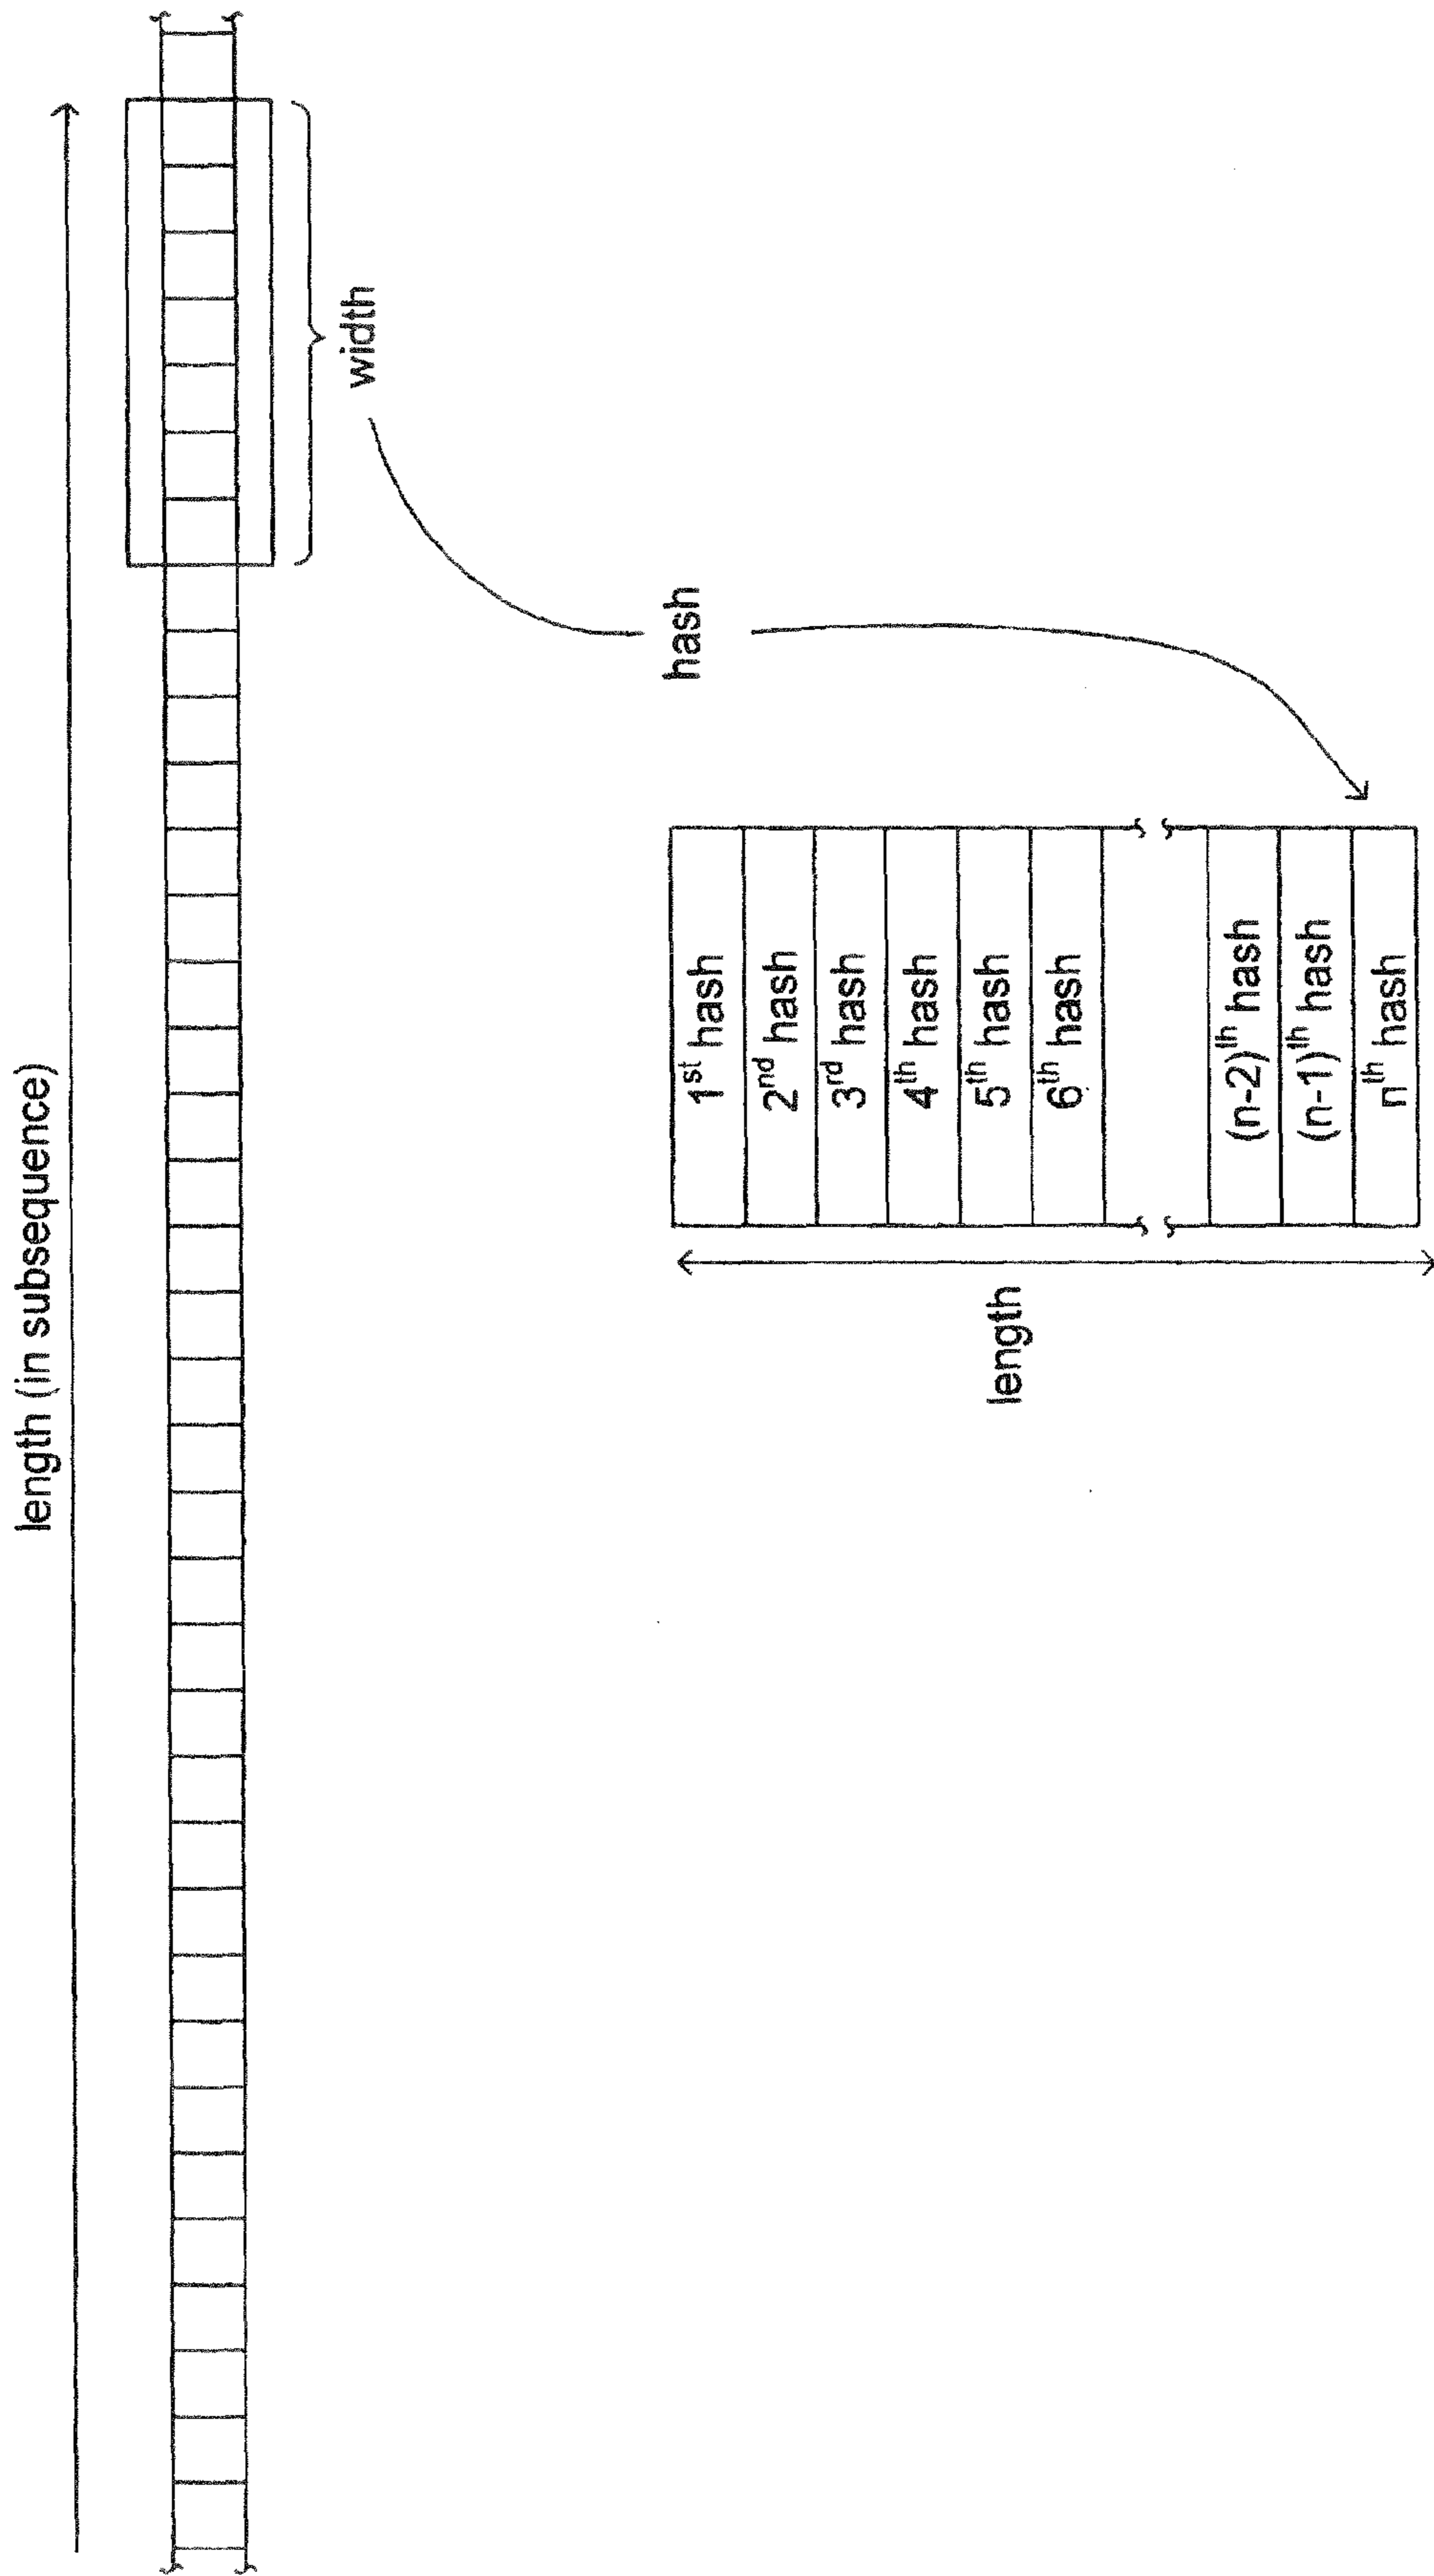 length (in subsequence)
width
hash
1st hash
2nd hash
3rd hash
4th hash
5th hash
6th hash
(n-2)th hash
(n-1)th hash
nth hash
length